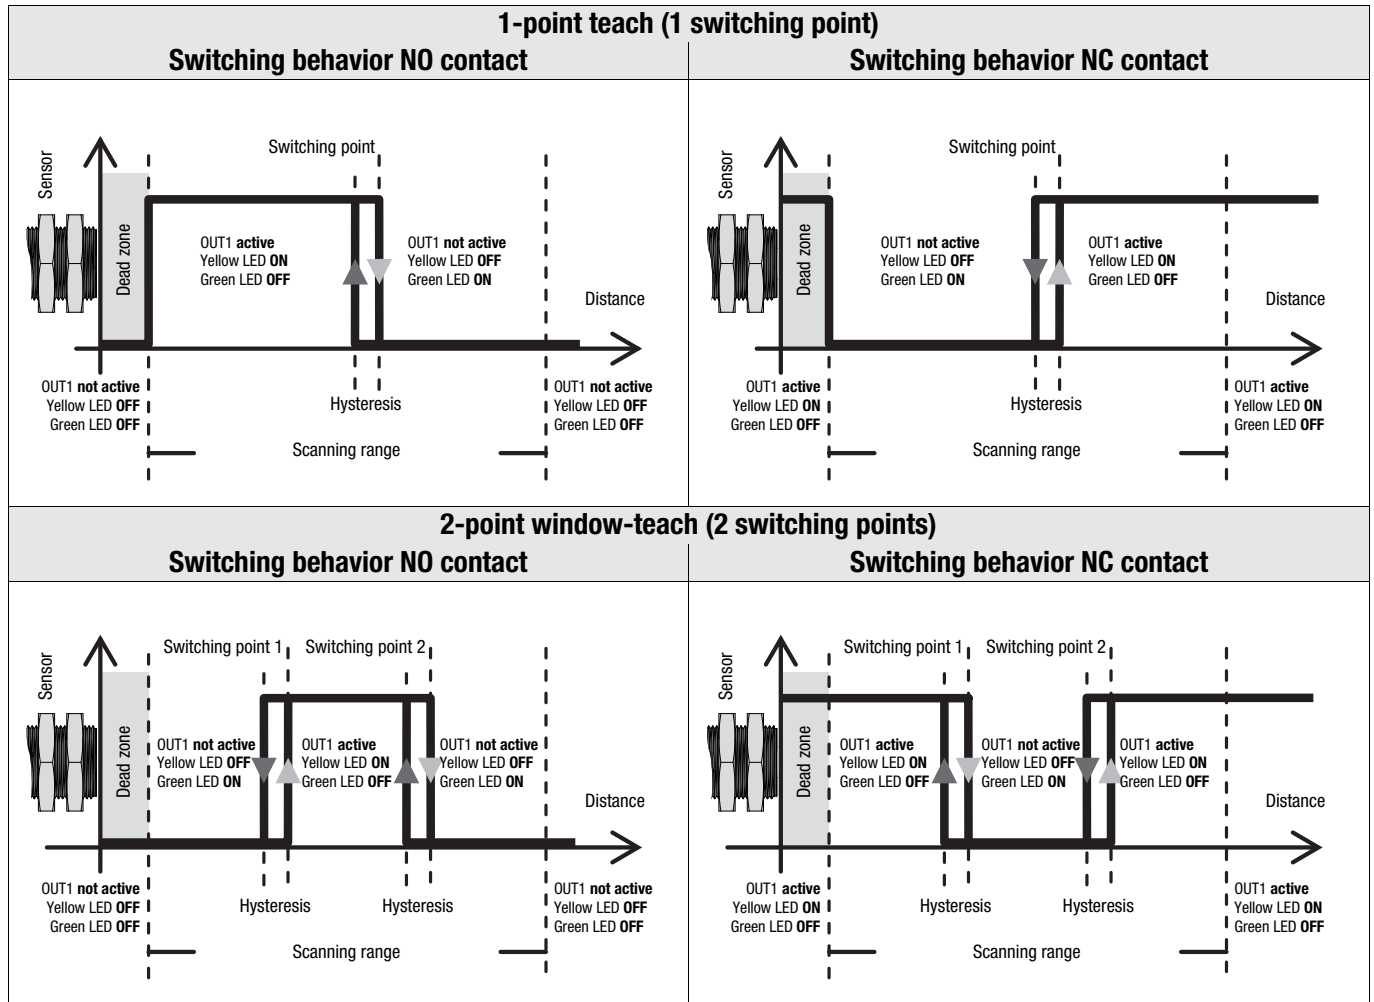 1-point teach (1 switching point)
Switching behavior NO contact
Switching behavior NC contact
Sensor
Switching point
Dead zone
OUT1 active
Yellow LED ON
Green LED OFF
OUT1 not active
Yellow LED OFF
Green LED ON
Distance
OUT1 not active
Yellow LED OFF
Green LED OFF
Hysteresis
OUT1 not active
Yellow LED OFF
Green LED OFF
Scanning range
Sensor
Switching point
Dead zone
OUT1 not active
Yellow LED OFF
Green LED ON
OUT1 active
Yellow LED ON
Green LED OFF
Distance
OUT1 active
Yellow LED ON
Green LED OFF
Hysteresis
OUT1 active
Yellow LED ON
Green LED OFF
Scanning range
2-point window-teach (2 switching points)
Switching behavior NO contact
Switching behavior NC contact
Sensor
Switching point 1
Switching point 2
Dead zone
OUT1 not active
Yellow LED OFF
Green LED ON
OUT1 active
Yellow LED ON
Green LED OFF
OUT1 not active
Yellow LED OFF
Green LED ON
Distance
OUT1 not active
Yellow LED OFF
Green LED OFF
Hysteresis
Hysteresis
OUT1 not active
Yellow LED OFF
Green LED OFF
Scanning range
Sensor
Switching point 1
Switching point 2
Dead zone
OUT1 active
Yellow LED ON
Green LED OFF
OUT1 not active
Yellow LED OFF
Green LED ON
OUT1 active
Yellow LED ON
Green LED OFF
Distance
OUT1 active
Yellow LED ON
Green LED OFF
Hysteresis
Hysteresis
OUT1 active
Yellow LED ON
Green LED OFF
Scanning range